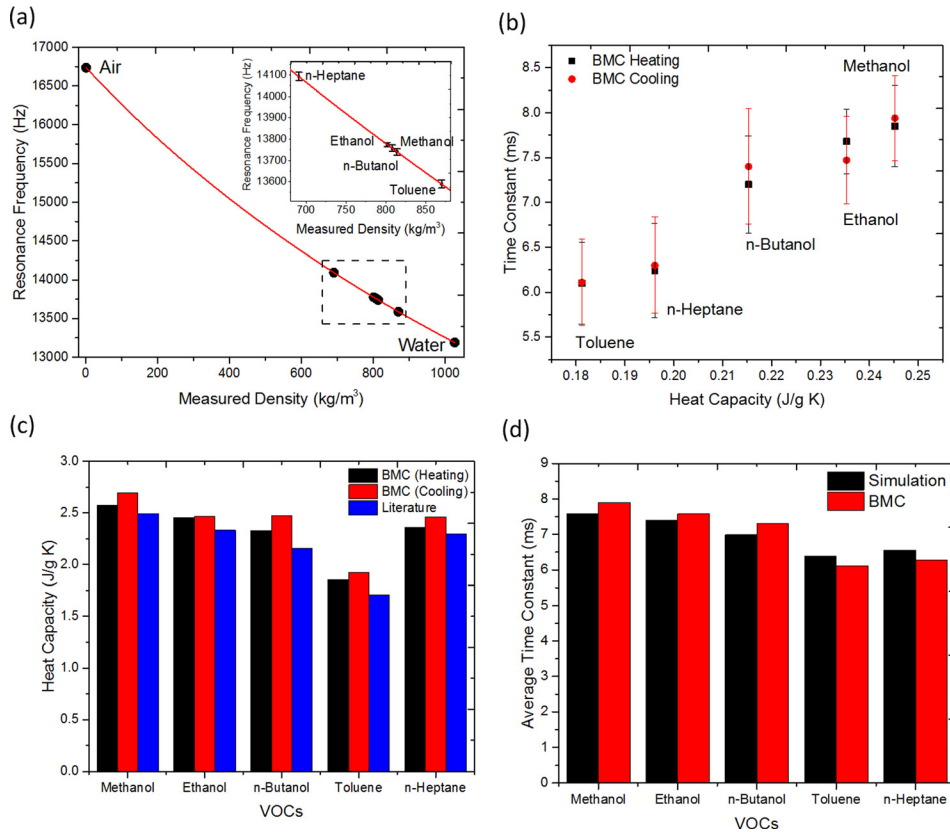 (a)
17000
16500
16000
15500
15000
14500
14000
13500
13000
Resonance Frequency (Hz)
Air
Water
0 200 400 600 800 1000
Measured Density (kg/m³)
14100
14000
13900
13800
13700
13600
Resonance Frequency (Hz)
n-Heptane
Ethanol
Methanol
n-Butanol
Toluene
700 750 800 850
Measured Density (kg/m³)
(b)
8.5
8.0
7.5
7.0
6.5
6.0
5.5
Time Constant (ms)
BMC Heating
BMC Cooling
Methanol
Ethanol
n-Butanol
n-Heptane
Toluene
0.18 0.19 0.20 0.21 0.22 0.23 0.24 0.25
Heat Capacity (J/g K)
(c)
3.0
2.5
2.0
1.5
1.0
0.5
0.0
Heat Capacity (J/g K)
BMC (Heating)
BMC (Cooling)
Literature
Methanol Ethanol n-Butanol Toluene n-Heptane
VOCs
(d)
9
8
7
6
5
4
3
2
1
0
Average Time Constant (ms)
Simulation
BMC
Methanol Ethanol n-Butanol Toluene n-Heptane
VOCs